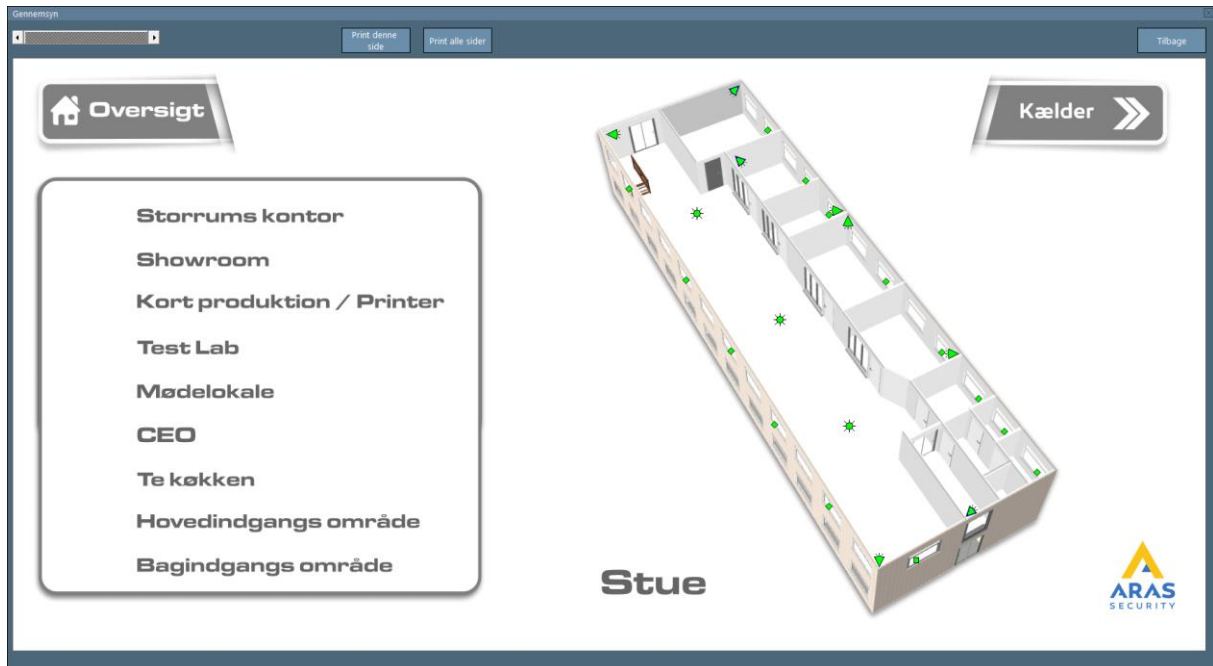 Gennemsyn
Print denne
side
Print alle sider
Tilbage
Oversigt
Kælder
Storrums kontor
Showroom
Kort produktion / Printer
Test Lab
Mødelokale
CEO
Te køkken
Hovedindgangs område
Bagindgangs område
Stue
ARAS
SECURITY